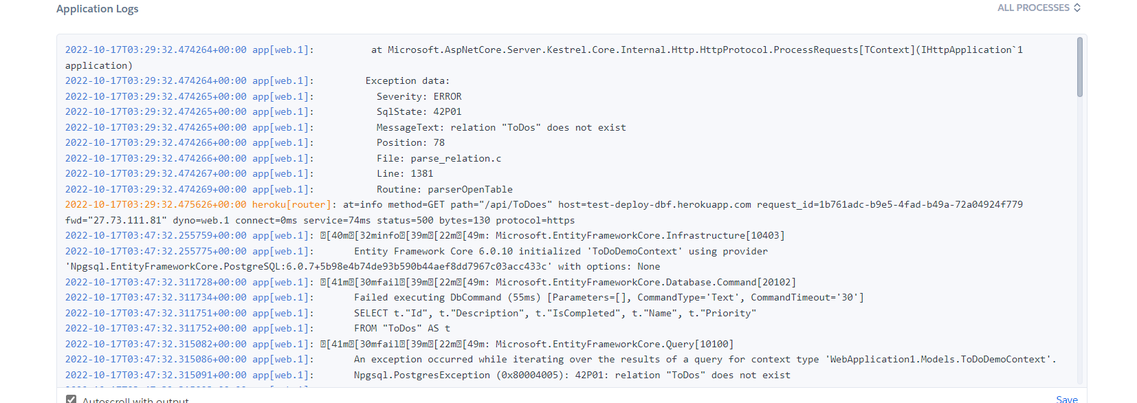 Application Logs
ALL PROCESSES
2022-10-17T03:29:32.474264+00:00 app[web.1]: at Microsoft.AspNetCore.Server.Kestrel.Core.Internal.Http.HttpProtocol.ProcessRequests[TContext](IHttpApplication`1
application)
2022-10-17T03:29:32.474264+00:00 app[web.1]: Exception data:
2022-10-17T03:29:32.474265+00:00 app[web.1]: Severity: ERROR
2022-10-17T03:29:32.474265+00:00 app[web.1]: SqlState: 42P01
2022-10-17T03:29:32.474265+00:00 app[web.1]: MessageText: relation "ToDos" does not exist
2022-10-17T03:29:32.474266+00:00 app[web.1]: Position: 78
2022-10-17T03:29:32.474266+00:00 app[web.1]: File: parse_relation.c
2022-10-17T03:29:32.474267+00:00 app[web.1]: Line: 1381
2022-10-17T03:29:32.474269+00:00 app[web.1]: Routine: parserOpenTable
2022-10-17T03:29:32.475626+00:00 heroku[router]: at=info method=GET path="/api/ToDoes" host=test-deploy-dbf.herokuapp.com request_id=1b761adc-b9e5-4fad-b49a-72a04924f779
fwd="27.73.111.81" dyno=web.1 connect=0ms service=74ms status=500 bytes=130 protocol=https
2022-10-17T03:47:32.255759+00:00 app[web.1]: [40m[32minfo[39m[22m[49m: Microsoft.EntityFrameworkCore.Infrastructure[10403]
2022-10-17T03:47:32.255775+00:00 app[web.1]: Entity Framework Core 6.0.10 initialized 'ToDoDemoContext' using provider
'Npgsql.EntityFrameworkCore.PostgreSQL:6.0.7+5b98e4b74de93b590b44aef8dd7967c03acc433c' with options: None
2022-10-17T03:47:32.311728+00:00 app[web.1]: [41m[30mfail[39m[22m[49m: Microsoft.EntityFrameworkCore.Database.Command[20102]
2022-10-17T03:47:32.311734+00:00 app[web.1]: Failed executing DbCommand (55ms) [Parameters=[], CommandType='Text', CommandTimeout='30']
2022-10-17T03:47:32.311751+00:00 app[web.1]: SELECT t."Id", t."Description", t."IsCompleted", t."Name", t."Priority"
2022-10-17T03:47:32.311752+00:00 app[web.1]: FROM "ToDos" AS t
2022-10-17T03:47:32.315082+00:00 app[web.1]: [41m[30mfail[39m[22m[49m: Microsoft.EntityFrameworkCore.Query[10100]
2022-10-17T03:47:32.315086+00:00 app[web.1]: An exception occurred while iterating over the results of a query for context type 'WebApplication1.Models.ToDoDemoContext'.
2022-10-17T03:47:32.315091+00:00 app[web.1]: Npgsql.PostgresException (0x80004005): 42P01: relation "ToDos" does not exist
Autoscroll with output
Save